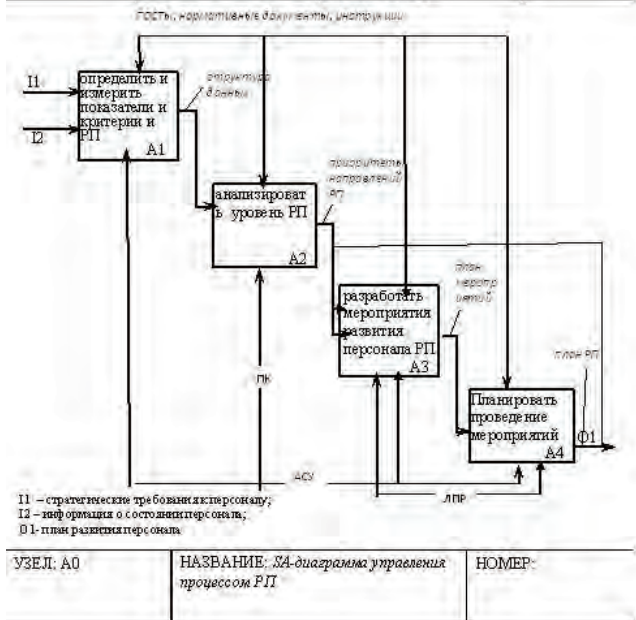 ГОСТы, нормативные документы, инструкции
I1
I2
определить и
измерить
показатели и
критерии и
РП
A1
структура
данных
анализироват
ь уровень РП
A2
приоритеты
направлений
РП
разработать
мероприятия
развития
персонала РП
A3
план
меропр
иятий
Планировать
проведение
мероприятий
A4
план РП
O1
ПК
АСУ
ЛПР
I1 – стратегические требования к персоналу;
I2 – информация о состоянии персонала;
O1- план развития персонала
УЗЕЛ: A0
НАЗВАНИЕ: SA-диаграмма управления
процессом РП
НОМЕР: